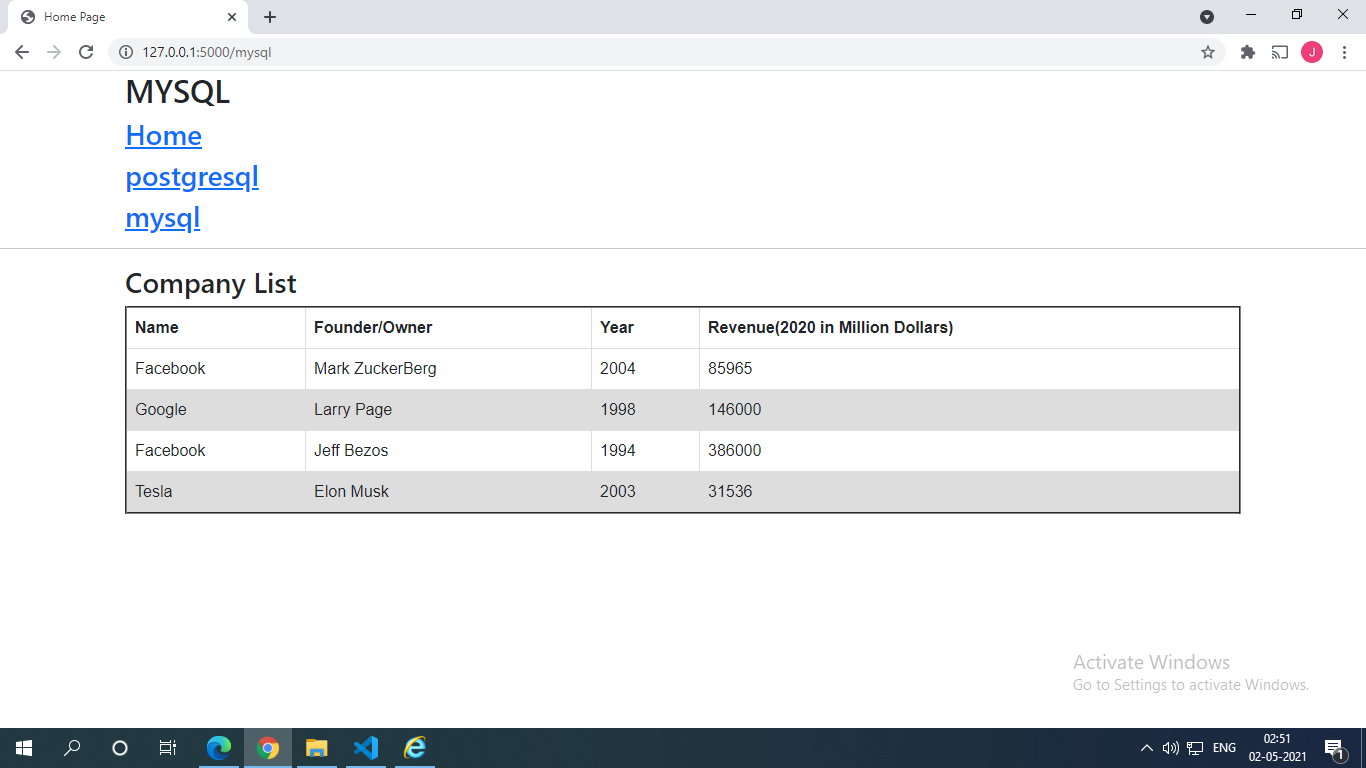 Home Page
127.0.0.1:5000/mysql
J
MYSQL
Home
postgresql
mysql
Company List
Name Founder/Owner Year Revenue(2020 in Million Dollars)
Facebook Mark ZuckerBerg 2004 85965
Google Larry Page 1998 146000
Facebook Jeff Bezos 1994 386000
Tesla Elon Musk 2003 31536
Activate Windows
Go to Settings to activate Windows.
ENG
02:51
02-05-2021
1